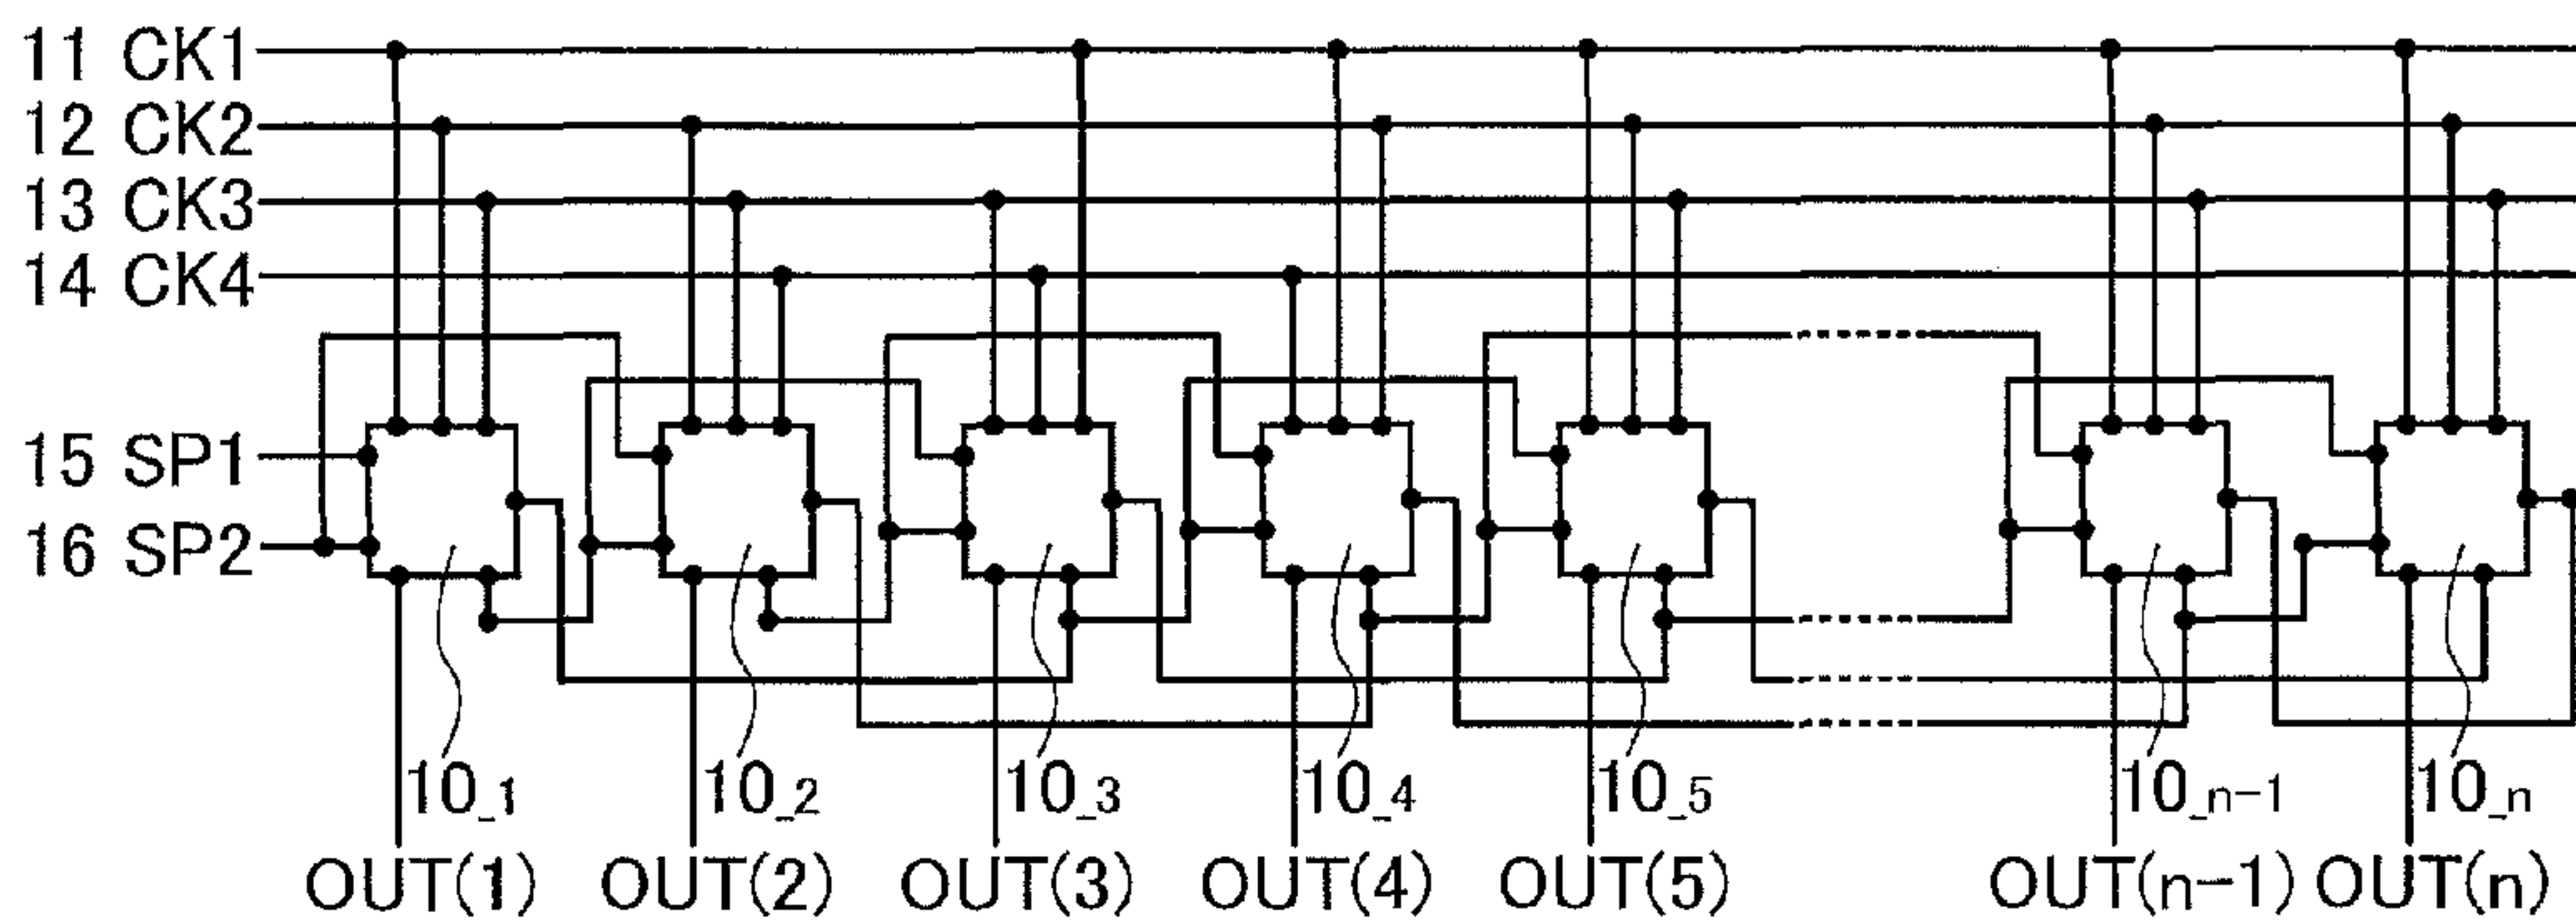 11 CK1
12 CK2
13 CK3
14 CK4
15 SP1
16 SP2
10_1 10_2 10_3 10_4 10_5 10_n-1 10_n
OUT(1) OUT(2) OUT(3) OUT(4) OUT(5) OUT(n-1) OUT(n)